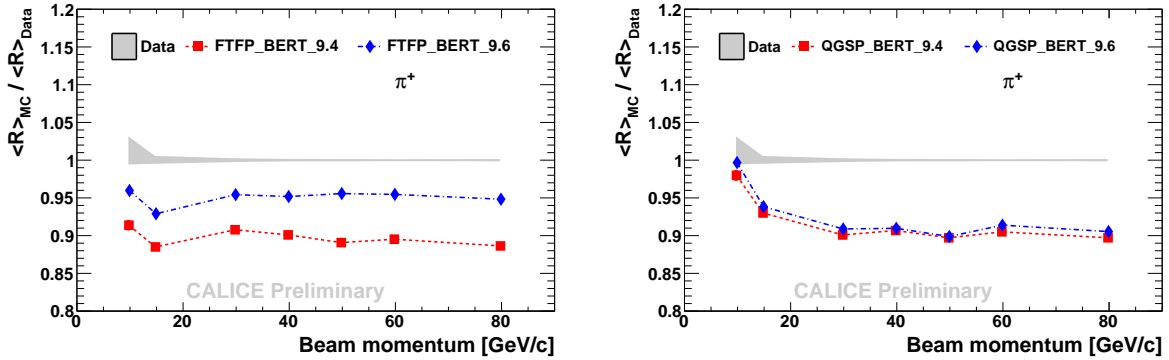 <R>MC / <R>Data
1.2
1.15
1.1
1.05
1
0.95
0.9
0.85
0.8
Data FTFP_BERT_9.4 FTFP_BERT_9.6
π+
CALICE Preliminary
0 20 40 60 80
Beam momentum [GeV/c]
<R>MC / <R>Data
1.2
1.15
1.1
1.05
1
0.95
0.9
0.85
0.8
Data QGSP_BERT_9.4 QGSP_BERT_9.6
π+
CALICE Preliminary
0 20 40 60 80
Beam momentum [GeV/c]